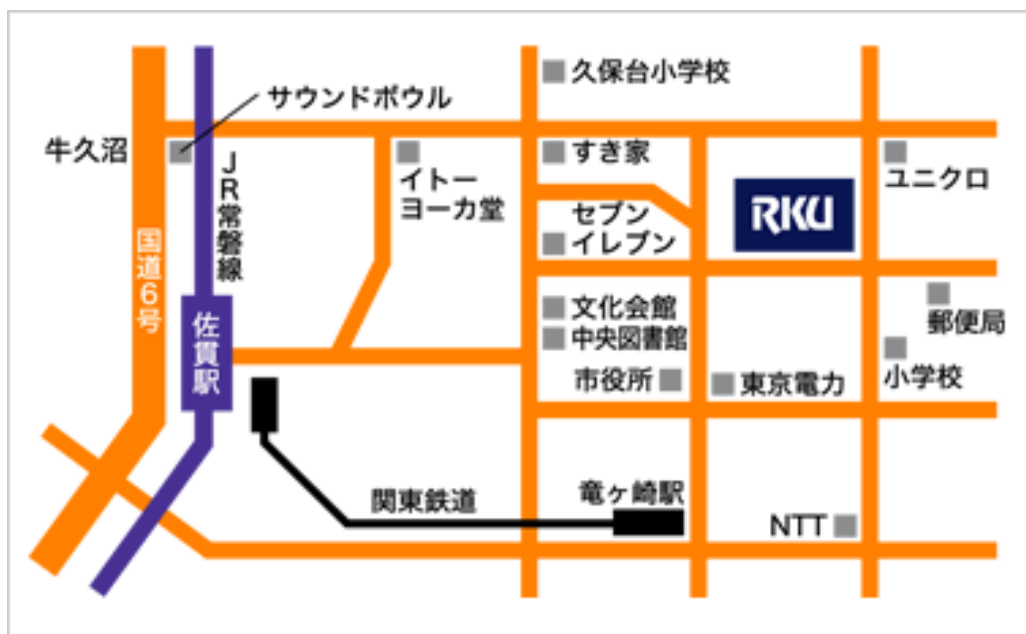 久保台小学校
サウンドボウル
牛久沼
すき家
イトー
ヨーカ堂
ユニクロ
JR常磐線
RKU
セブン
イレブン
国道6号
文化会館
郵便局
佐貫駅
中央図書館
市役所
東京電力
小学校
関東鉄道
竜ヶ崎駅
NTT